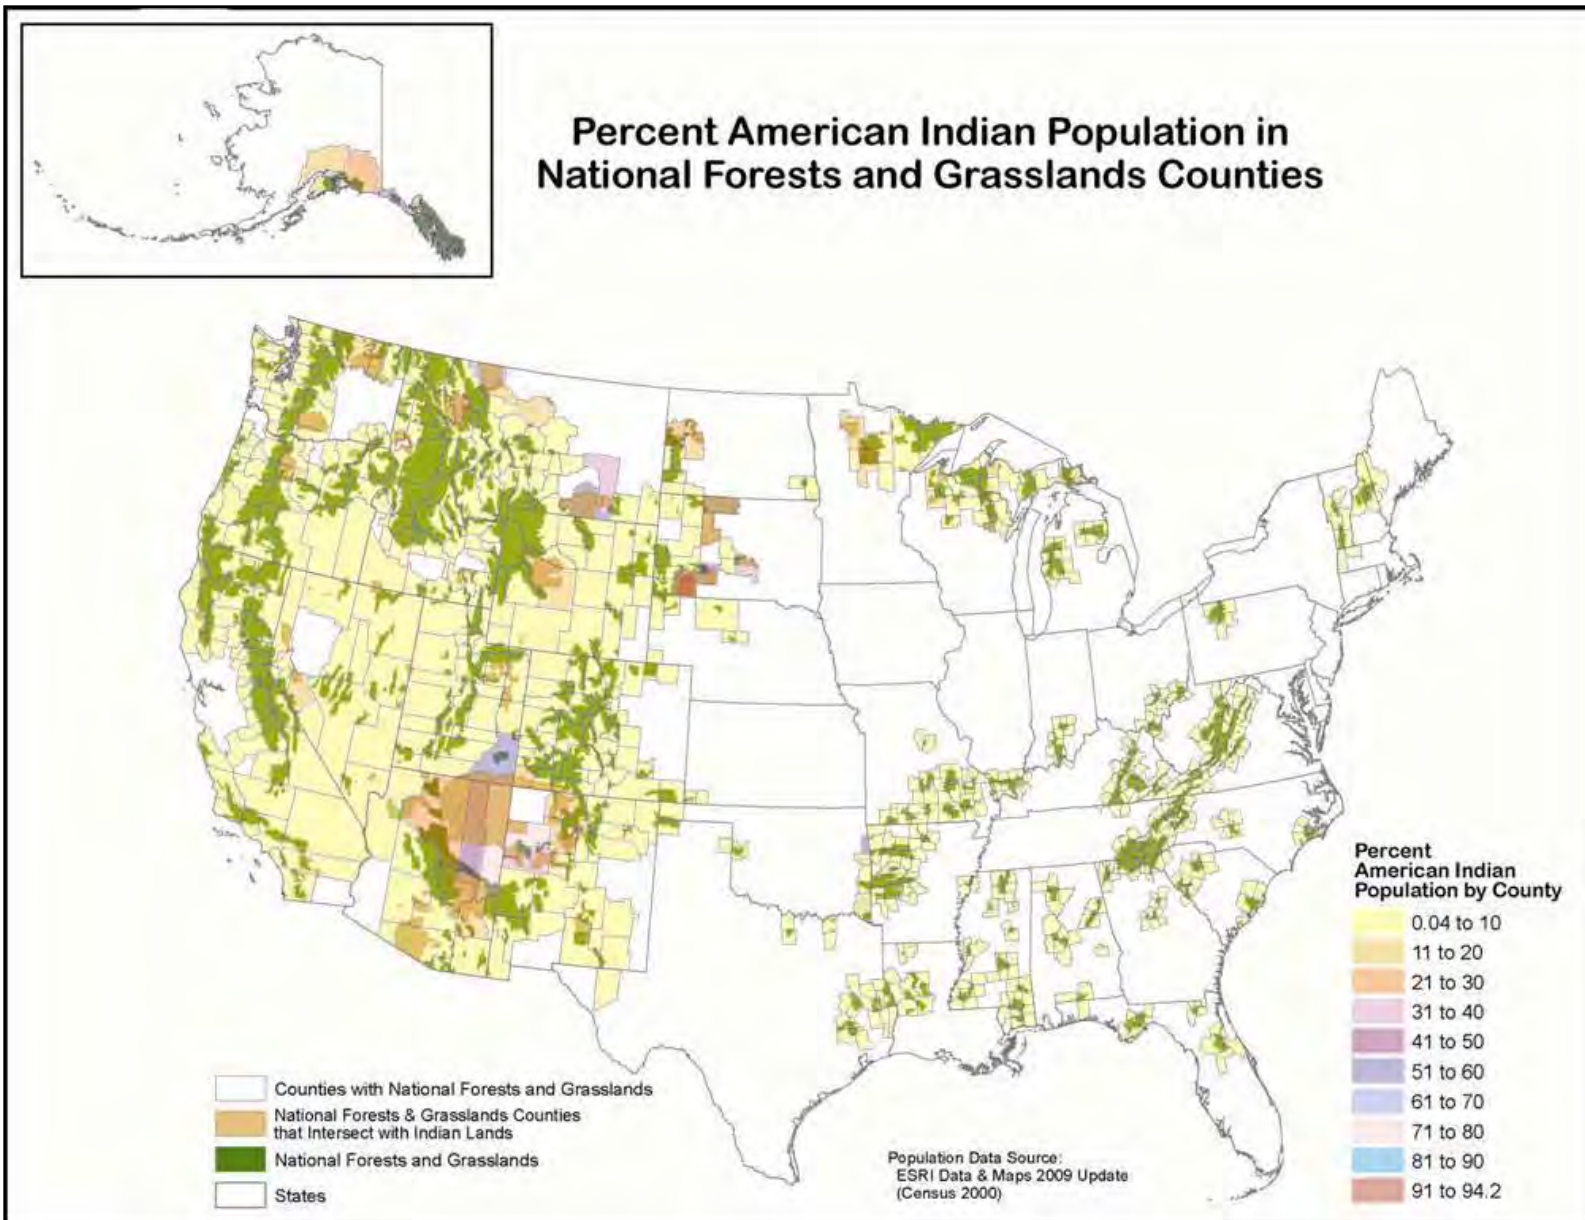 Percent American Indian Population in
National Forests and Grasslands Counties
Counties with National Forests and Grasslands
National Forests & Grasslands Counties
that Intersect with Indian Lands
National Forests and Grasslands
States
Population Data Source:
ESRI Data & Maps 2009 Update
(Census 2000)
Percent
American Indian
Population by County
0.04 to 10
11 to 20
21 to 30
31 to 40
41 to 50
51 to 60
61 to 70
71 to 80
81 to 90
91 to 94.2